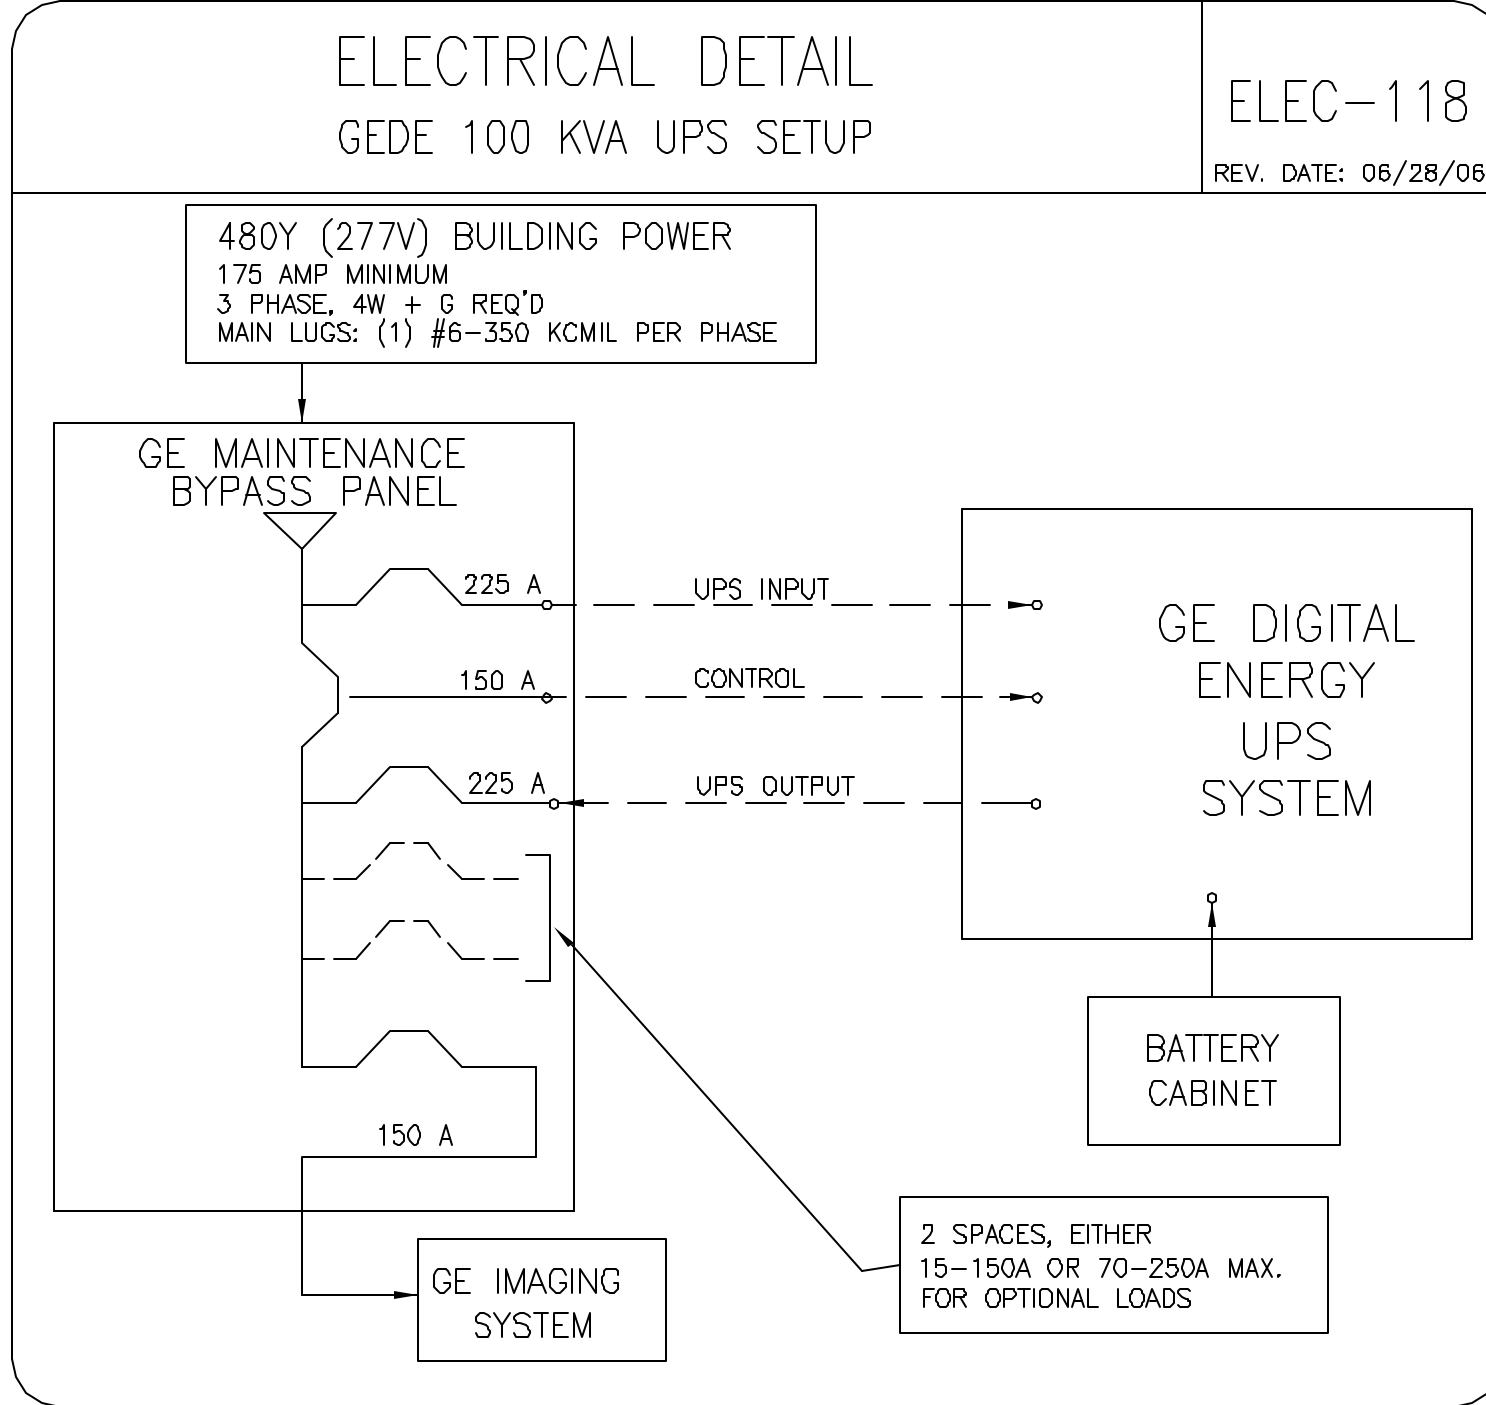 ELECTRICAL DETAIL
GEDE 100 KVA UPS SETUP
ELEC-118
REV. DATE: 06/28/06
480Y (277V) BUILDING POWER
175 AMP MINIMUM
3 PHASE, 4W + G REQ'D
MAIN LUGS: (1) #6-350 KCMIL PER PHASE
GE MAINTENANCE
BYPASS PANEL
225 A
UPS INPUT
150 A
CONTROL
225 A
UPS OUTPUT
GE DIGITAL
ENERGY
UPS
SYSTEM
BATTERY
CABINET
150 A
2 SPACES, EITHER
15-150A OR 70-250A MAX.
FOR OPTIONAL LOADS
GE IMAGING
SYSTEM